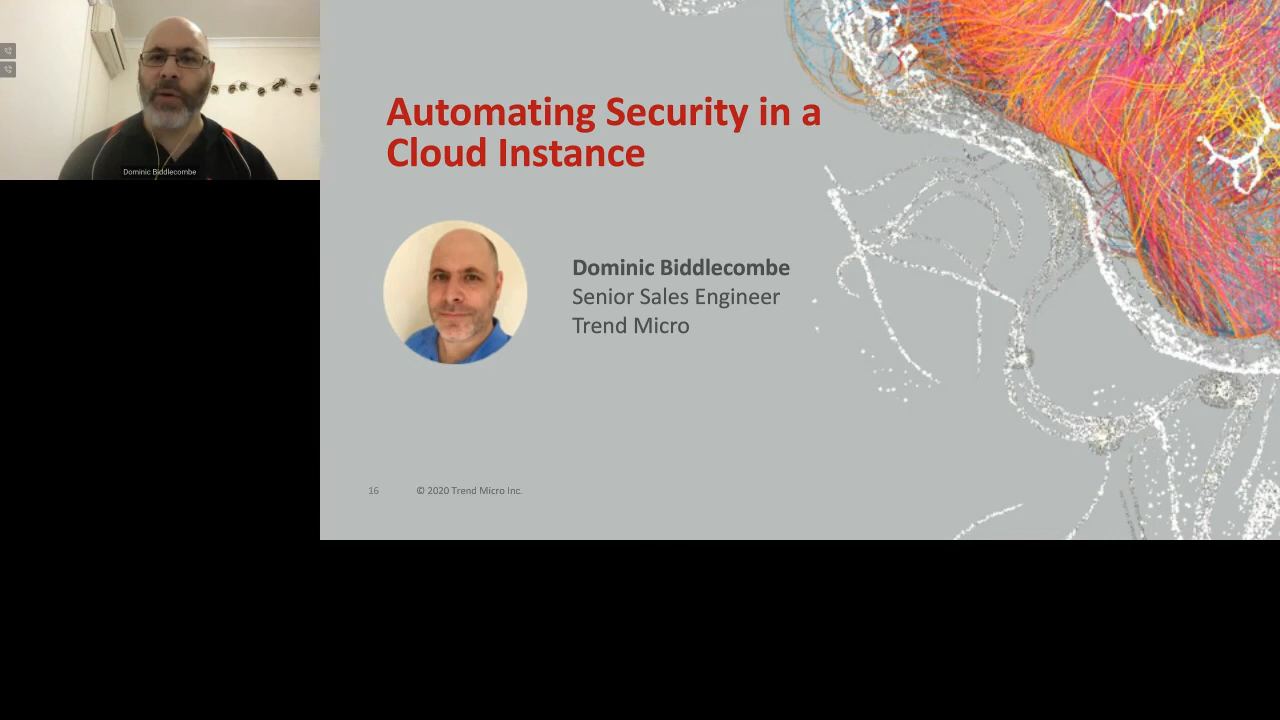 Dominic Biddlecombe
Automating Security in a
Cloud Instance
Dominic Biddlecombe
Senior Sales Engineer
Trend Micro
16 © 2020 Trend Micro Inc.